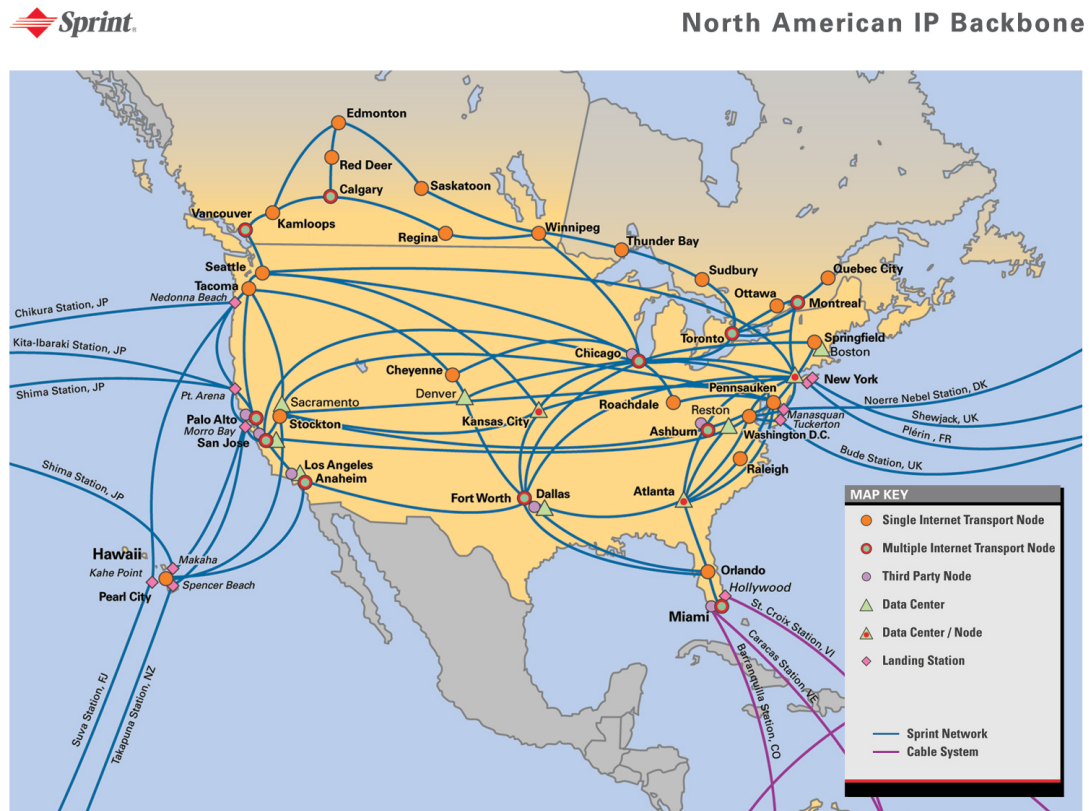 Sprint®
North American IP Backbone
Edmonton
Red Deer
Calgary
Saskatoon
Vancouver
Kamloops
Regina
Winnipeg
Thunder Bay
Seattle
Sudbury
Quebec City
Tacoma
Ottawa
Montreal
Nedonna Beach
Chikura Station, JP
Toronto
Springfield
Boston
Kita-Ibaraki Station, JP
Chicago
Cheyenne
Pennsauken
New York
Shima Station, JP
Pt. Arena
Denver
Noerre Nebel Station, DK
Sacramento
Roachdale
Reston
Manasquan
Shewjack, UK
Palo Alto
Stockton
Kansas City
Tuckerton
Morro Bay
Ashburn
Washington D.C.
Plérin , FR
San Jose
Bude Station, UK
Shima Station, JP
Los Angeles
Anaheim
Raleigh
Fort Worth
Dallas
Atlanta
MAP KEY
Single Internet Transport Node
Multiple Internet Transport Node
Third Party Node
Data Center
Data Center / Node
Landing Station
Sprint Network
Cable System
Hawaii
Makaha
Kahe Point
Spencer Beach
Pearl City
Orlando
Hollywood
Miami
St. Croix Station, VI
Caracas Station, VE
Barranquilla Station, CO
Suva Station, FJ
Takapuna Station, NZ